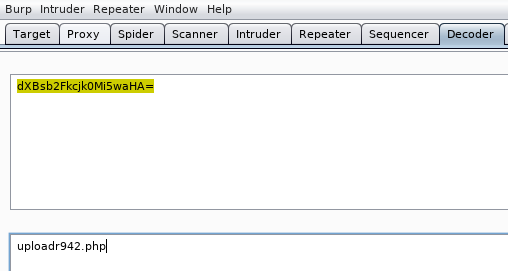 Burp Intruder Repeater Window Help
Target Proxy Spider Scanner Intruder Repeater Sequencer Decoder
dXBsb2Fkcjk0Mi5waHA=
uploadr942.php